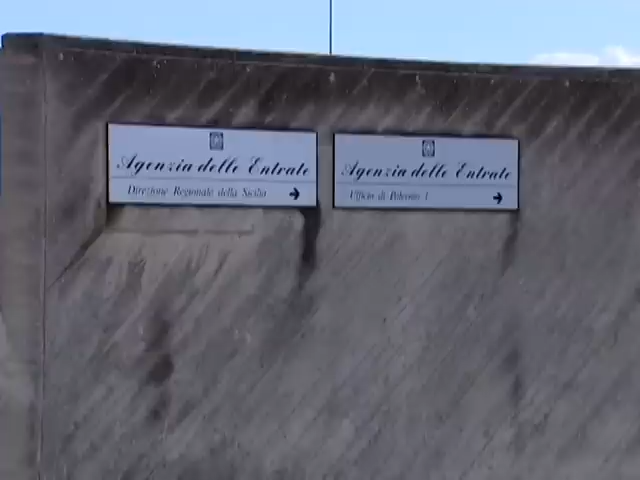 Agenzia delle Entrate
Direzione Regionale della Sicilia
Agenzia delle Entrate
Ufficio di Palermo 1